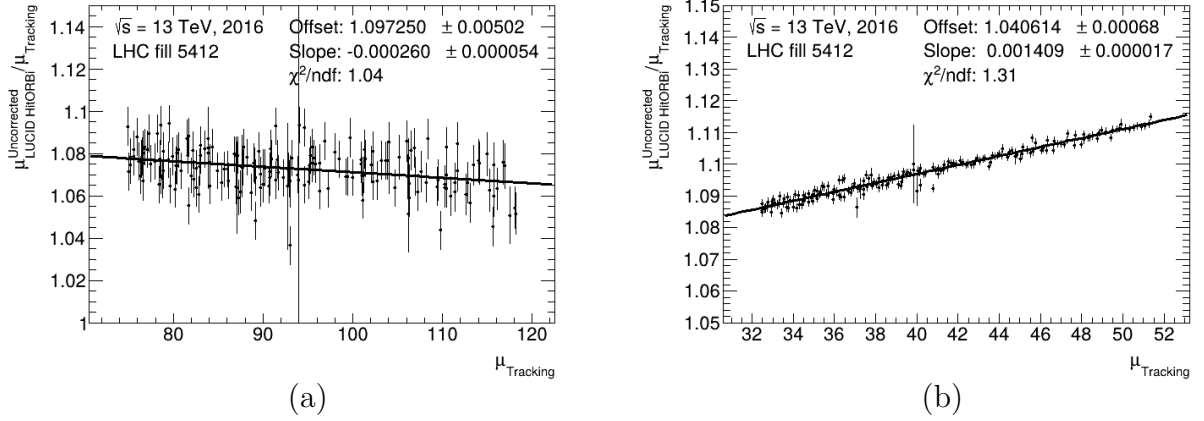 √s = 13 TeV, 2016
LHC fill 5412
Offset: 1.097250 ± 0.00502
Slope: -0.000260 ± 0.000054
χ²/ndf: 1.04
μ^Uncorrected_LUCID HitORBi/μ_Tracking
1.14
1.12
1.1
1.08
1.06
1.04
1.02
1
80 90 100 110 120
μ_Tracking
(a)
√s = 13 TeV, 2016
LHC fill 5412
Offset: 1.040614 ± 0.00068
Slope: 0.001409 ± 0.000017
χ²/ndf: 1.31
μ^Uncorrected_LUCID HitORBi/μ_Tracking
1.15
1.14
1.13
1.12
1.11
1.10
1.09
1.08
1.07
1.06
1.05
32 34 36 38 40 42 44 46 48 50 52
μ_Tracking
(b)